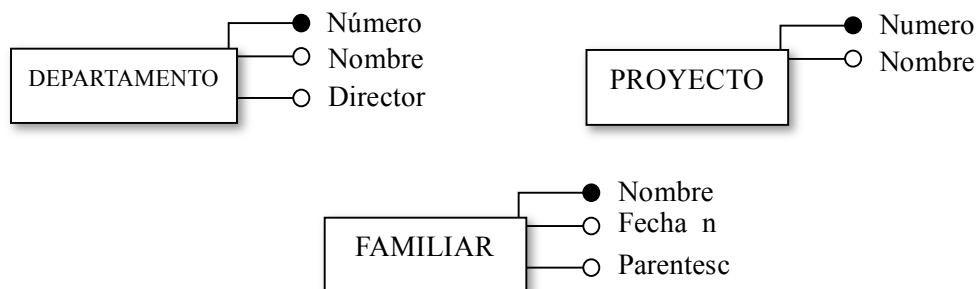 Número
Nombre
Director
DEPARTAMENTO
Numero
Nombre
PROYECTO
Nombre
Fecha n
Parentesc
FAMILIAR